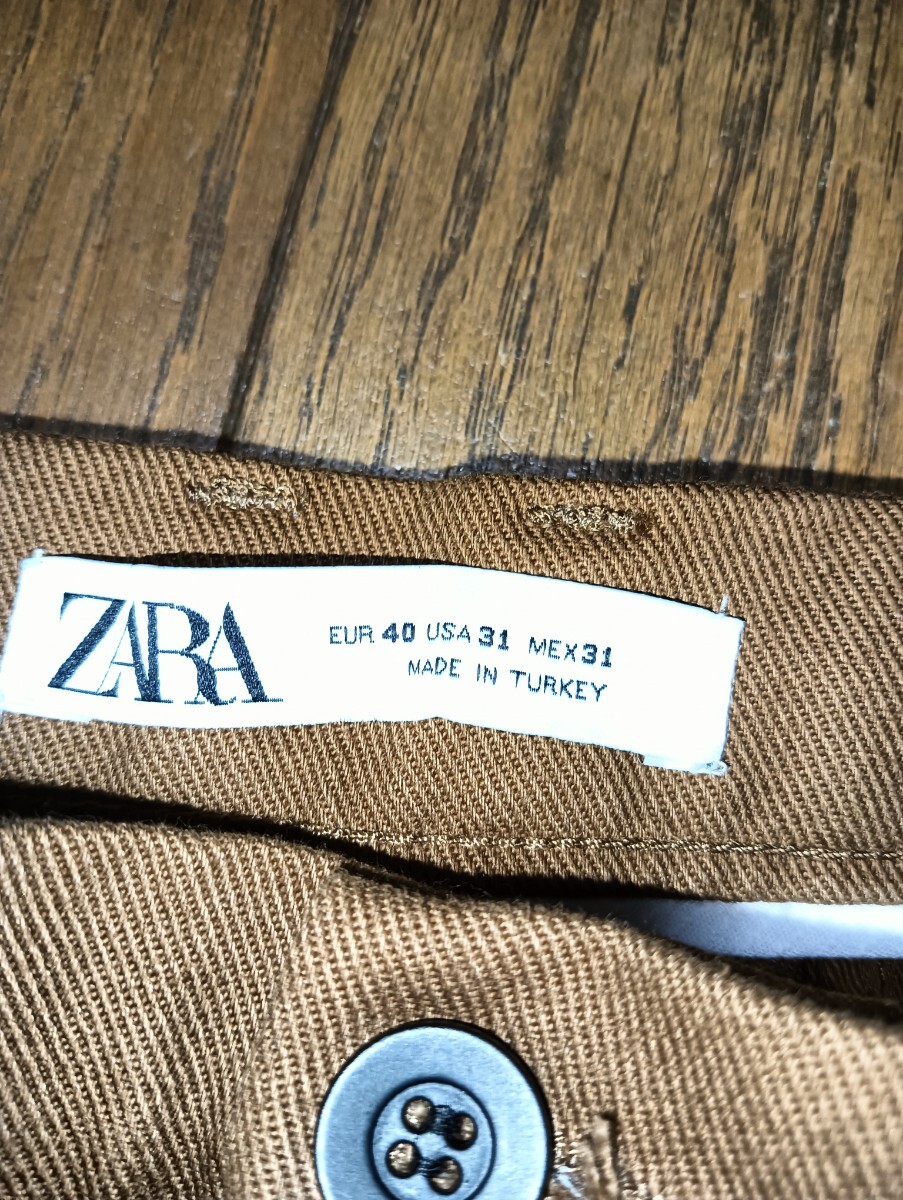 ZARA
EUR 40 USA 31 MEX 31
MADE IN TURKEY